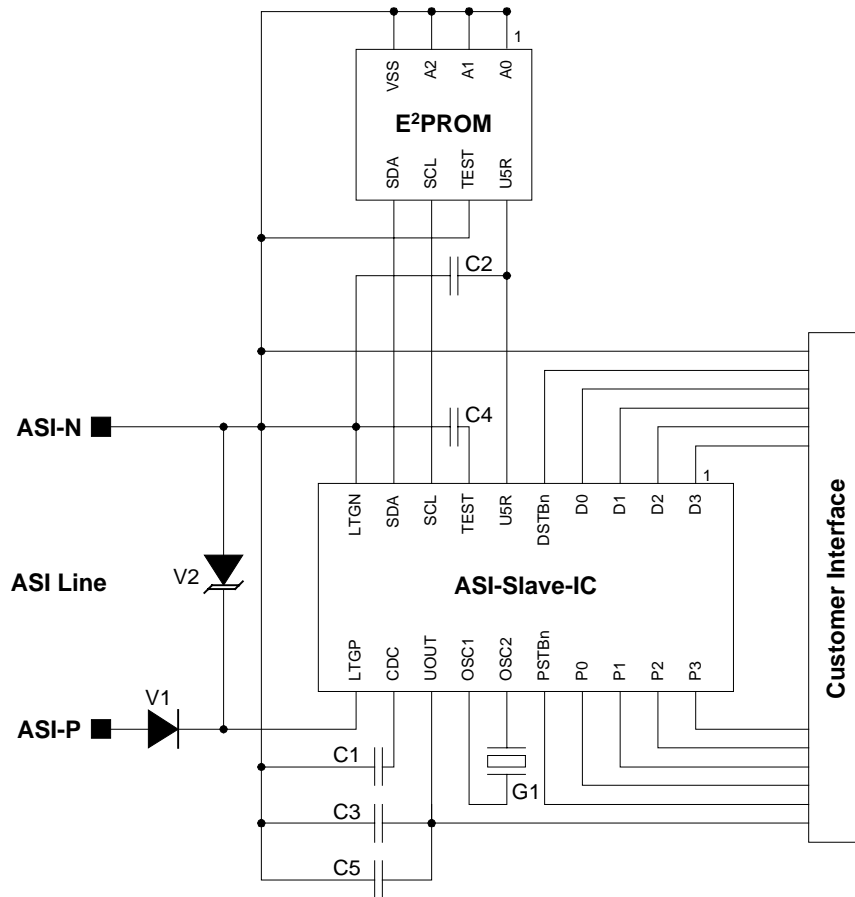 1
VSS
A2
A1
A0
E²PROM
SDA
SCL
TEST
U5R
C2
ASI-N
C4
1
LTGN
SDA
SCL
TEST
U5R
DSTBn
D0
D1
D2
D3
ASI Line
V2
ASI-Slave-IC
Customer Interface
LTGP
CDC
UOUT
OSC1
OSC2
PSTBn
P0
P1
P2
P3
V1
ASI-P
C1
G1
C3
C5